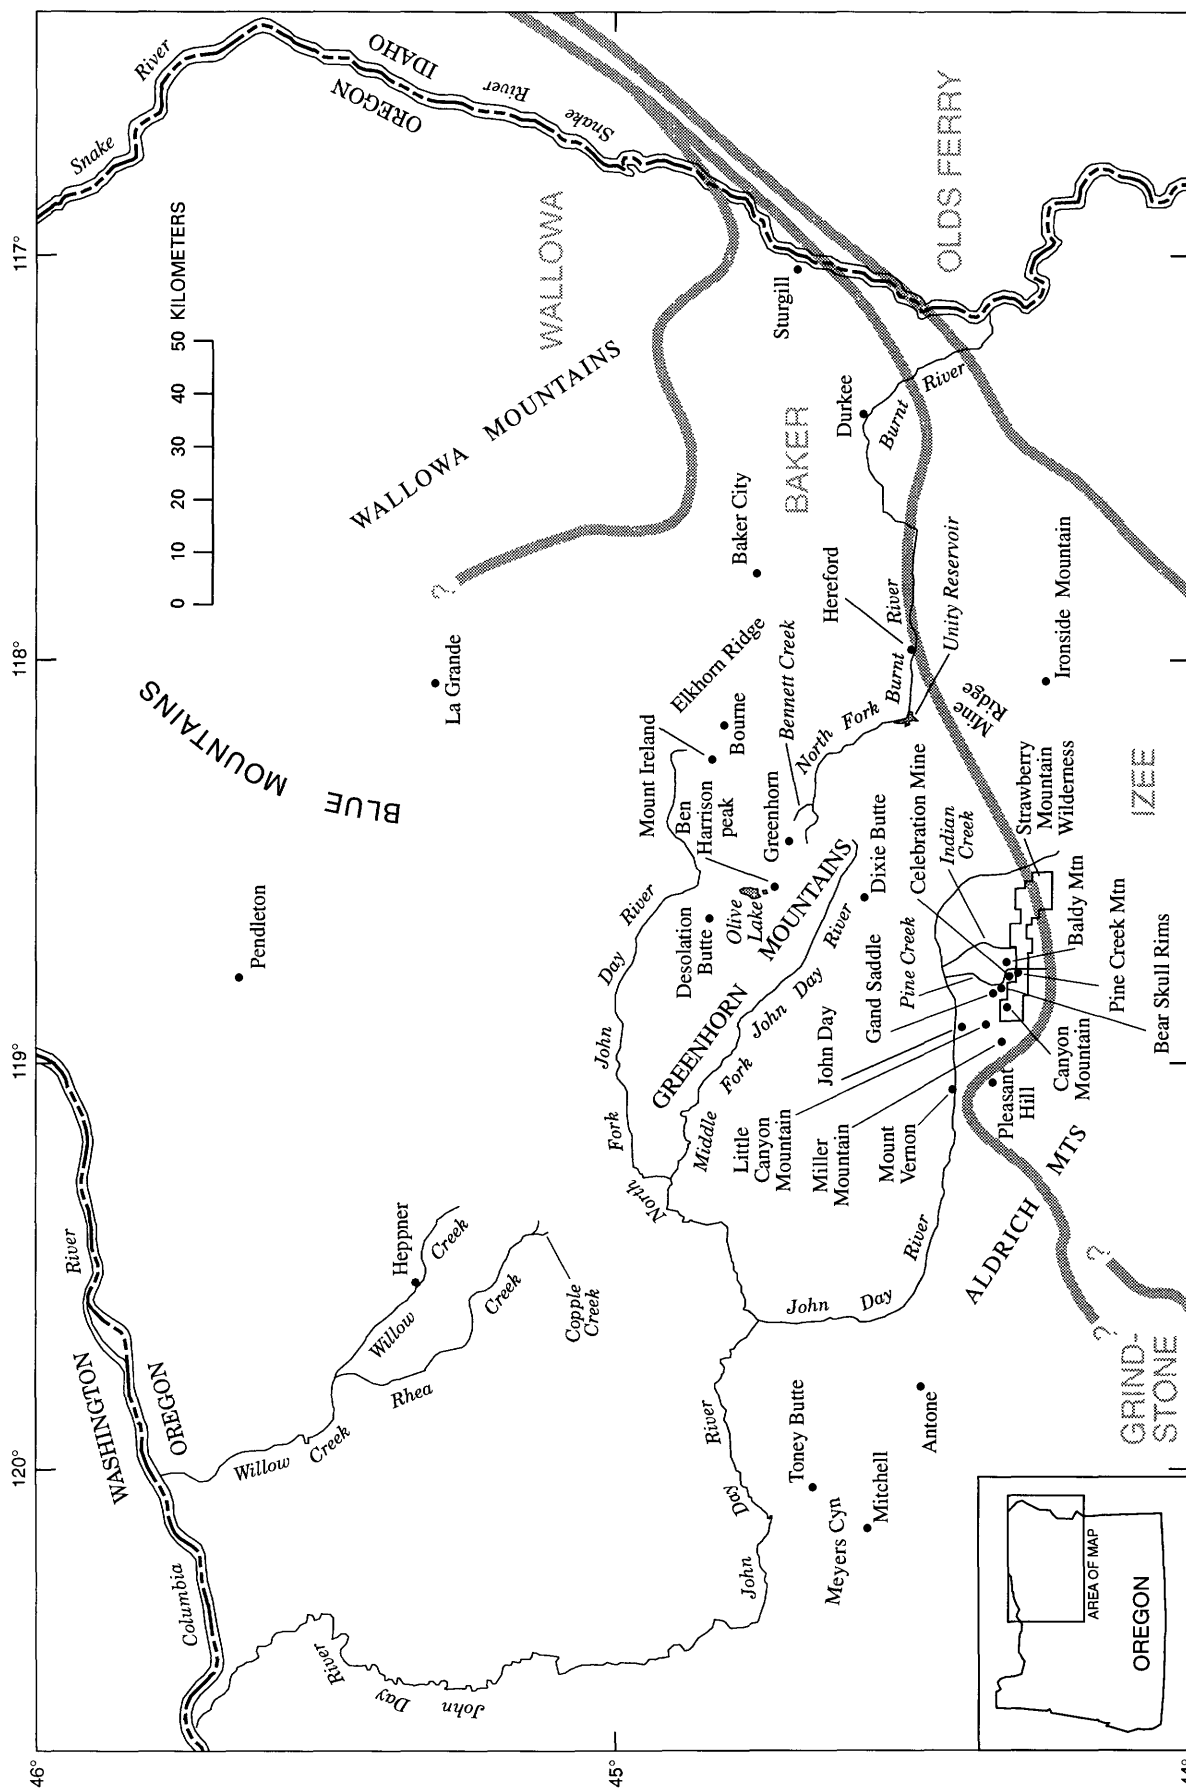 120°
119°
118°
117°
46°
45°
44°
WASHINGTON
OREGON
Columbia
River
Snake
River
IDAHO
OREGON
Snake
River
Pendleton
BLUE
MOUNTAINS
La Grande
0 10 20 30 40 50 KILOMETERS
WALLOWA MOUNTAINS
WALLOWA
Willow
Creek
Heppner
Willow
Creek
Rhea
Creek
Copple
Creek
John
Day
River
John
Day
River
North
Fork
John
Day
River
Desolation
Butte
Olive
Lake
Mount Ireland
Ben
Harrison
peak
Elkhorn Ridge
Bourne
Baker City
BAKER
Greenhorn
Bennett Creek
GREENHORN
MOUNTAINS
Middle
Fork
John Day
River
Dixie Butte
North
Fork
Burnt
River
Hereford
Unity Reservoir
Durkee
Burnt
River
Sturgill
OLDS FERRY
Toney Butte
Meyers Cyn
Mitchell
Antone
John
Day
River
Little
Canyon
Mountain
Miller
Mountain
Mount
Vernon
John Day
Gand Saddle
Pine Creek
Celebration Mine
Indian
Creek
Mine
Ridge
Ironside Mountain
Strawberry
Mountain
Wilderness
Baldy Mtn
Pine Creek Mtn
Bear Skull Rims
Canyon
Mountain
Pleasant
Hill
ALDRICH MTS
IZEE
GRIND-
STONE
?
?
?
AREA OF MAP
OREGON